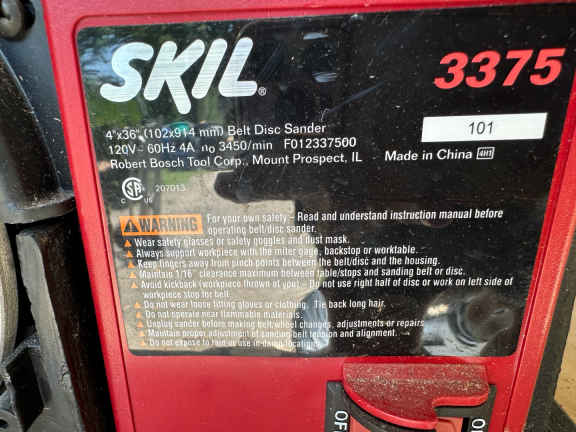 SKIL®
3375
4"x36" (102x914 mm) Belt Disc Sander
101
120V~ 60Hz 4A n₀ 3450/min F012337500
Robert Bosch Tool Corp., Mount Prospect, IL Made in China 4H1
C SA US 207013
WARNING For your own safety – Read and understand instruction manual before
operating belt/disc sander.
Wear safety glasses or safety goggles and dust mask.
Always support workpiece with the miter gage, backstop or worktable.
Keep fingers away from pinch points between the belt/disc and the housing.
Maintain 1/16" clearance maximum between table/stops and sanding belt or disc.
Avoid kickback (workpiece thrown at you) – Do not use right half of disc or work on left side of
workpiece stop for belt.
Do not wear loose fitting gloves or clothing. Tie back long hair.
Do not operate near flammable materials.
Unplug sander before making belt/wheel changes, adjustments or repairs
Maintain proper adjustment of sanding belt tension and alignment.
Do not expose to rain or use in damp locations.
OF
OF